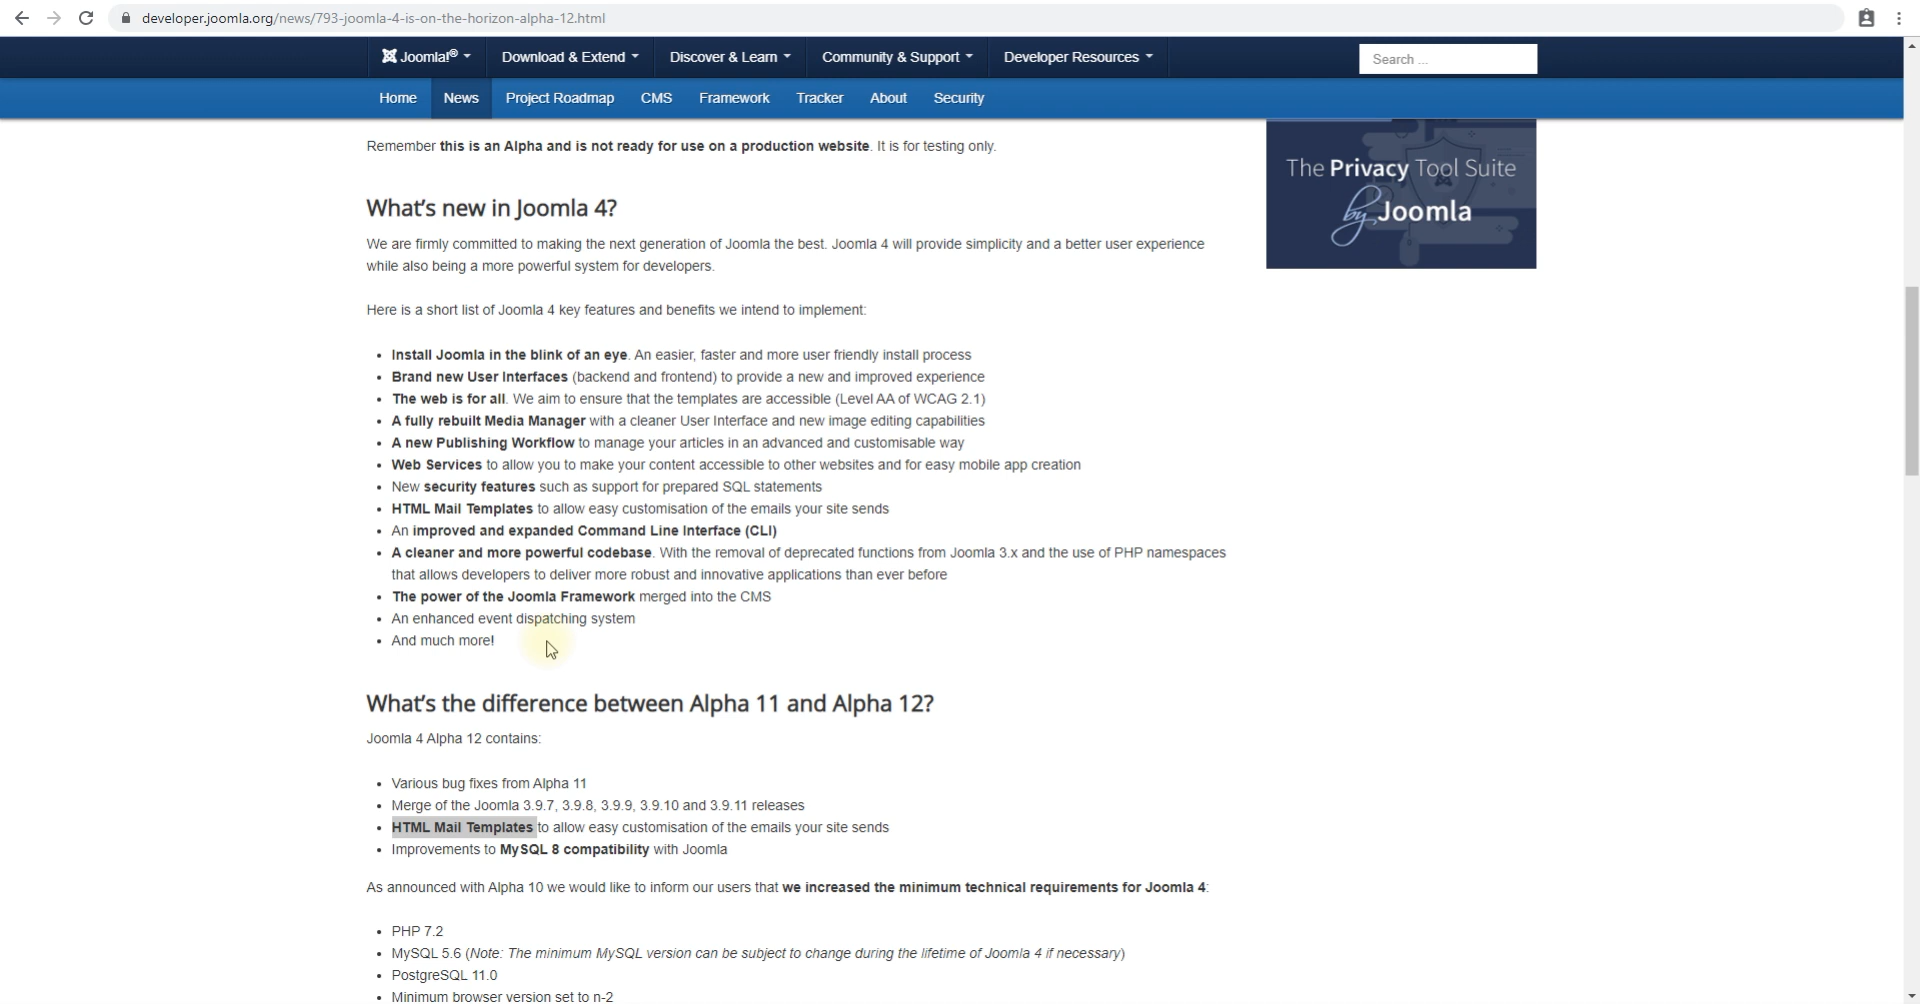 developer.joomla.org/news/793-joomla-4-is-on-the-horizon-alpha-12.html
Joomla!® Download & Extend Discover & Learn Community & Support Developer Resources Search ...
Home News Project Roadmap CMS Framework Tracker About Security
Remember this is an Alpha and is not ready for use on a production website. It is for testing only.
The Privacy Tool Suite
by Joomla
What's new in Joomla 4?
We are firmly committed to making the next generation of Joomla the best. Joomla 4 will provide simplicity and a better user experience
while also being a more powerful system for developers.
Here is a short list of Joomla 4 key features and benefits we intend to implement:
• Install Joomla in the blink of an eye. An easier, faster and more user friendly install process
• Brand new User Interfaces (backend and frontend) to provide a new and improved experience
• The web is for all. We aim to ensure that the templates are accessible (Level AA of WCAG 2.1)
• A fully rebuilt Media Manager with a cleaner User Interface and new image editing capabilities
• A new Publishing Workflow to manage your articles in an advanced and customisable way
• Web Services to allow you to make your content accessible to other websites and for easy mobile app creation
• New security features such as support for prepared SQL statements
• HTML Mail Templates to allow easy customisation of the emails your site sends
• An improved and expanded Command Line Interface (CLI)
• A cleaner and more powerful codebase. With the removal of deprecated functions from Joomla 3.x and the use of PHP namespaces
that allows developers to deliver more robust and innovative applications than ever before
• The power of the Joomla Framework merged into the CMS
• An enhanced event dispatching system
• And much more!
What's the difference between Alpha 11 and Alpha 12?
Joomla 4 Alpha 12 contains:
• Various bug fixes from Alpha 11
• Merge of the Joomla 3.9.7, 3.9.8, 3.9.9, 3.9.10 and 3.9.11 releases
• HTML Mail Templates to allow easy customisation of the emails your site sends
• Improvements to MySQL 8 compatibility with Joomla
As announced with Alpha 10 we would like to inform our users that we increased the minimum technical requirements for Joomla 4:
• PHP 7.2
• MySQL 5.6 (Note: The minimum MySQL version can be subject to change during the lifetime of Joomla 4 if necessary)
• PostgreSQL 11.0
• Minimum browser version set to n-2